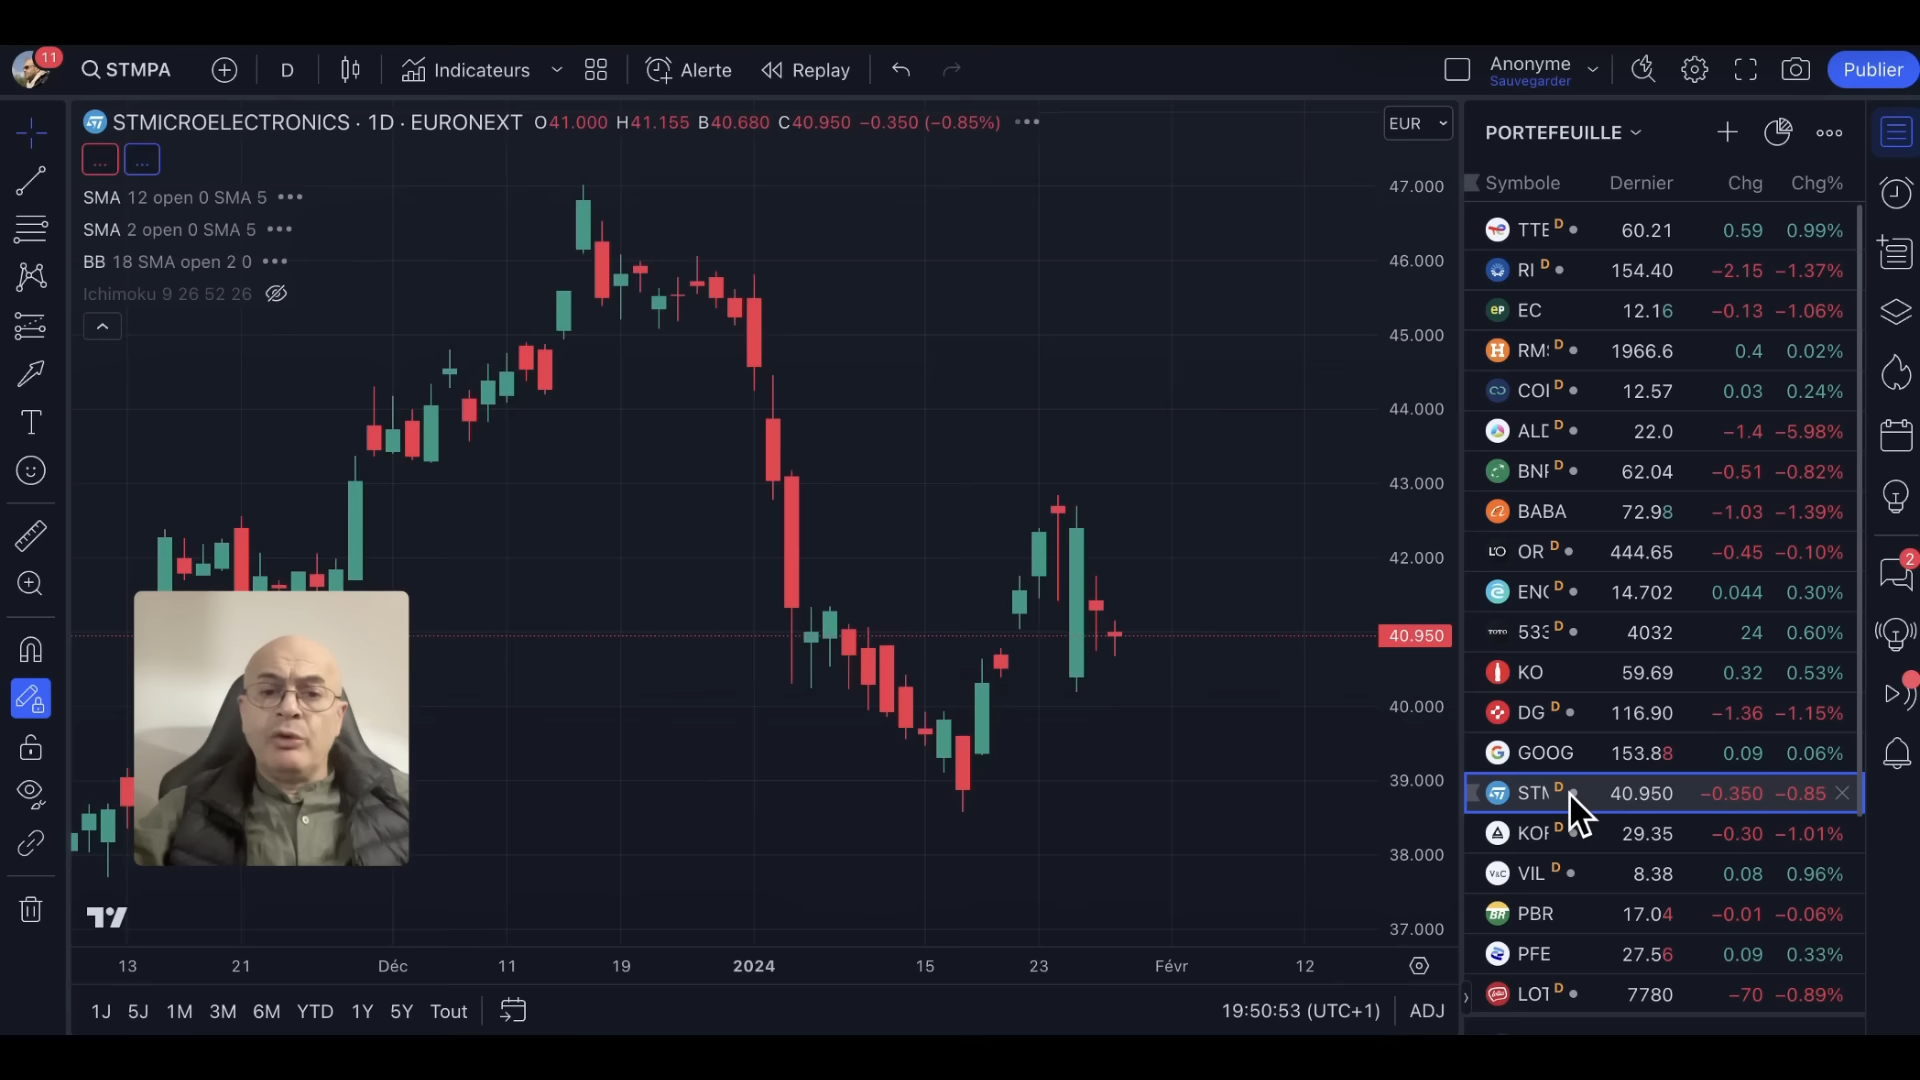 11 STMPA D Indicateurs Alerte Replay Anonyme Sauvegarder Publier
STMICROELECTRONICS · 1D · EURONEXT O41.000 H41.155 B40.680 C40.950 −0.350 (−0.85%) EUR
SMA 12 open 0 SMA 5
SMA 2 open 0 SMA 5
BB 18 SMA open 2 0
Ichimoku 9 26 52 26
47.000
46.000
45.000
44.000
43.000
42.000
40.950
40.000
39.000
38.000
37.000
13 21 Déc 11 19 2024 15 23 Févr 12
1J 5J 1M 3M 6M YTD 1Y 5Y Tout 19:50:53 (UTC+1) ADJ
PORTEFEUILLE
Symbole Dernier Chg Chg%
TTE D 60.21 0.59 0.99%
RI D 154.40 −2.15 −1.37%
eP EC 12.16 −0.13 −1.06%
H RMS D 1966.6 0.4 0.02%
COI D 12.57 0.03 0.24%
ALD D 22.0 −1.4 −5.98%
BNP D 62.04 −0.51 −0.82%
BABA 72.98 −1.03 −1.39%
L'O OR D 444.65 −0.45 −0.10%
ENG D 14.702 0.044 0.30%
TOTO 533 D 4032 24 0.60%
KO 59.69 0.32 0.53%
DG D 116.90 −1.36 −1.15%
G GOOG 153.88 0.09 0.06%
STM D 40.950 −0.350 −0.85
KOF D 29.35 −0.30 −1.01%
V&C VIL D 8.38 0.08 0.96%
BR PBR 17.04 −0.01 −0.06%
PFE 27.56 0.09 0.33%
LOT D 7780 −70 −0.89%
2